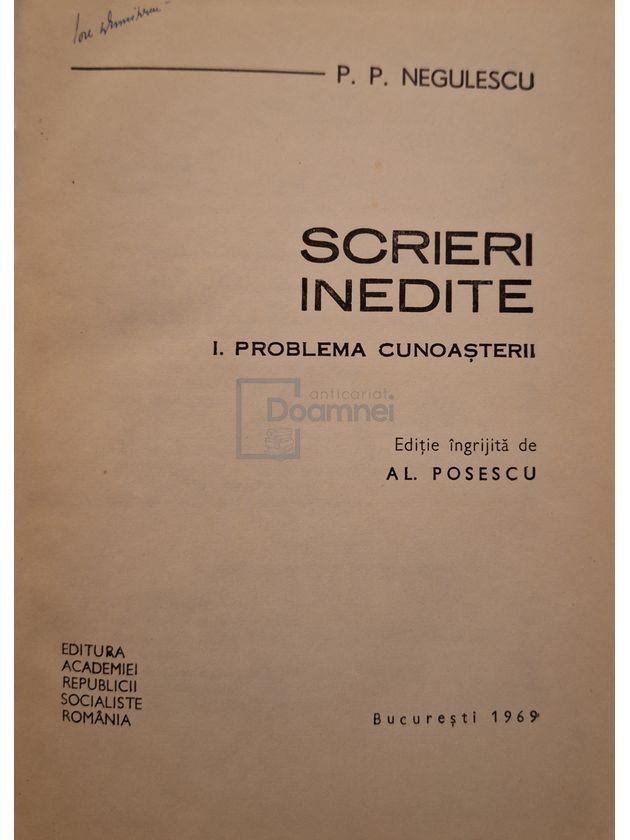 P. P. NEGULESCU
SCRIERI
INEDITE
I. PROBLEMA CUNOAȘTERII
anticariat
Doamnei
Ediție îngrijită de
AL. POSESCU
EDITURA
ACADEMIEI
REPUBLICII
SOCIALISTE
ROMÂNIA
București 1969